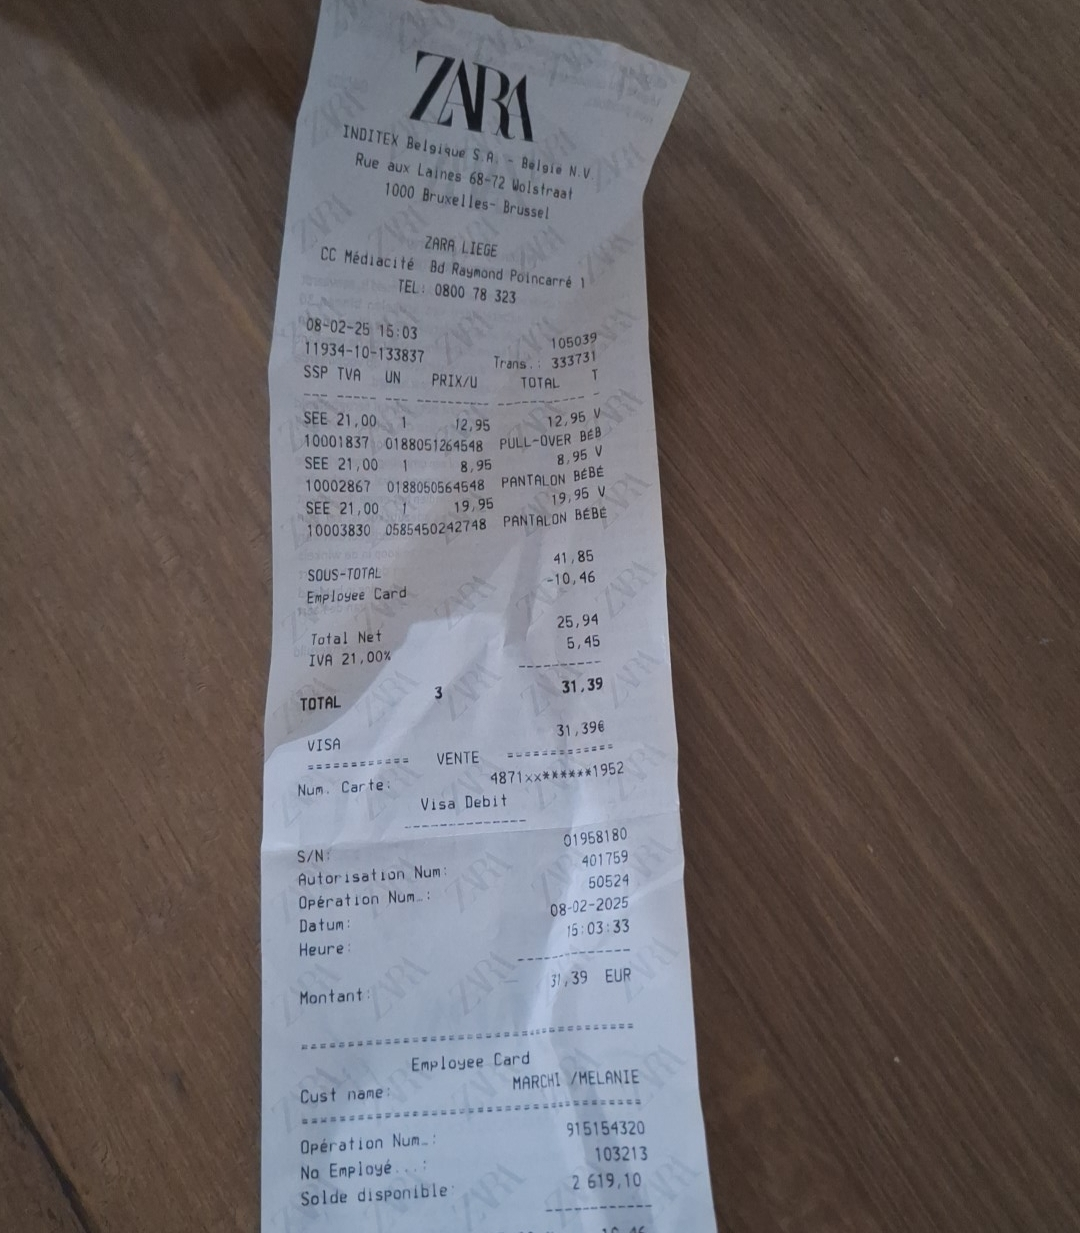 ZARA
INDITEX Belgique S.A. - Belgie N.V.
Rue aux Laines 68-72 Wolstraat
1000 Bruxelles- Brussel
ZARA LIEGE
CC Médiacité Bd Raymond Poincarré 1
TEL: 0800 78 323
08-02-25 15:03 105039
11934-10-133837 Trans.: 333731
SSP TVA UN PRIX/U TOTAL T
--- ----- --- ---------- ------------ --
SEE 21,00 1 12,95 12,95 V
10001837 0188051264548 PULL-OVER BÉB
SEE 21,00 1 8,95 8,95 V
10002867 0188050564548 PANTALON BÉBÉ
SEE 21,00 1 19,95 19,95 V
10003830 0585450242748 PANTALON BÉBÉ
SOUS-TOTAL 41,85
Employee Card -10,46
Total Net 25,94
IVA 21,00% 5,45
----------
TOTAL 3 31,39
VISA 31,39€
============ VENTE ============
Num. Carte: 4871xx******1952
Visa Debit
---------------
S/N: 01958180
Autorisation Num: 401759
Opération Num.: 50524
Datum: 08-02-2025
Heure: 15:03:33
--------------
Montant: 31,39 EUR
========================================
Employee Card
Cust name: MARCHI /MELANIE
========================================
Opération Num.: 915154320
No Employé...: 103213
Solde disponible: 2 619,10
-------------